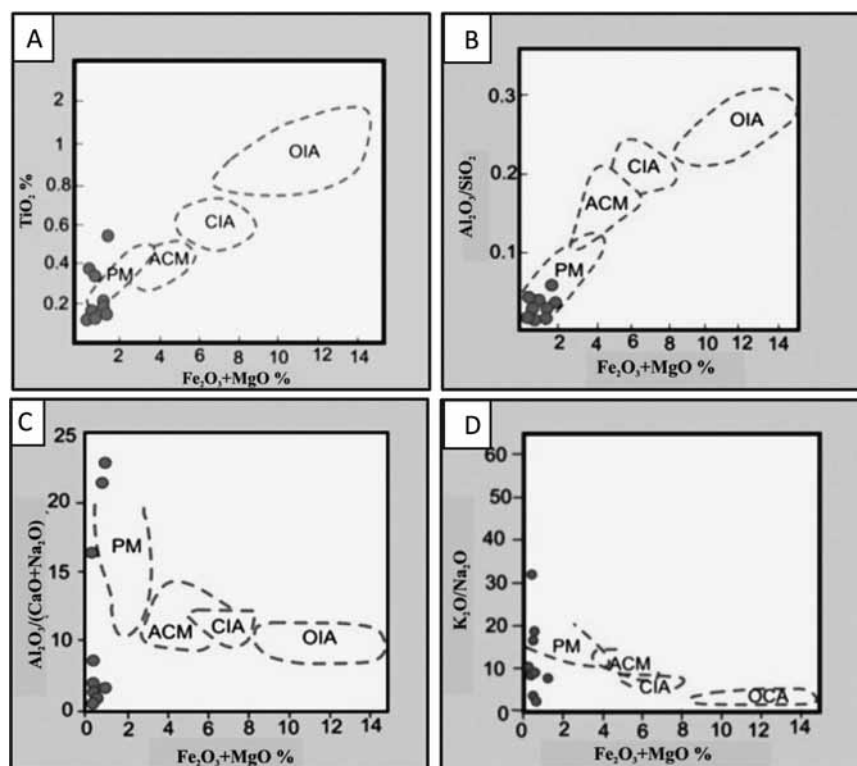 A
TiO₂ %
2
1
0.8
0.6
0.4
0.2
OIA
CIA
ACM
PM
2 4 6 8 10 12 14
Fe₂O₃+MgO %
B
Al₂O₃/SiO₂
0.3
0.2
0.1
OIA
CIA
ACM
PM
2 4 6 8 10 12 14
Fe₂O₃+MgO %
C
Al₂O₃/(CaO+Na₂O)
25
20
15
10
5
0
PM
ACM
CIA
OIA
0 2 4 6 8 10 12 14
Fe₂O₃+MgO %
D
K₂O/Na₂O
60
50
40
30
20
10
0
PM
ACM
CIA
OCA
0 2 4 6 8 10 12 14
Fe₂O₃+MgO %